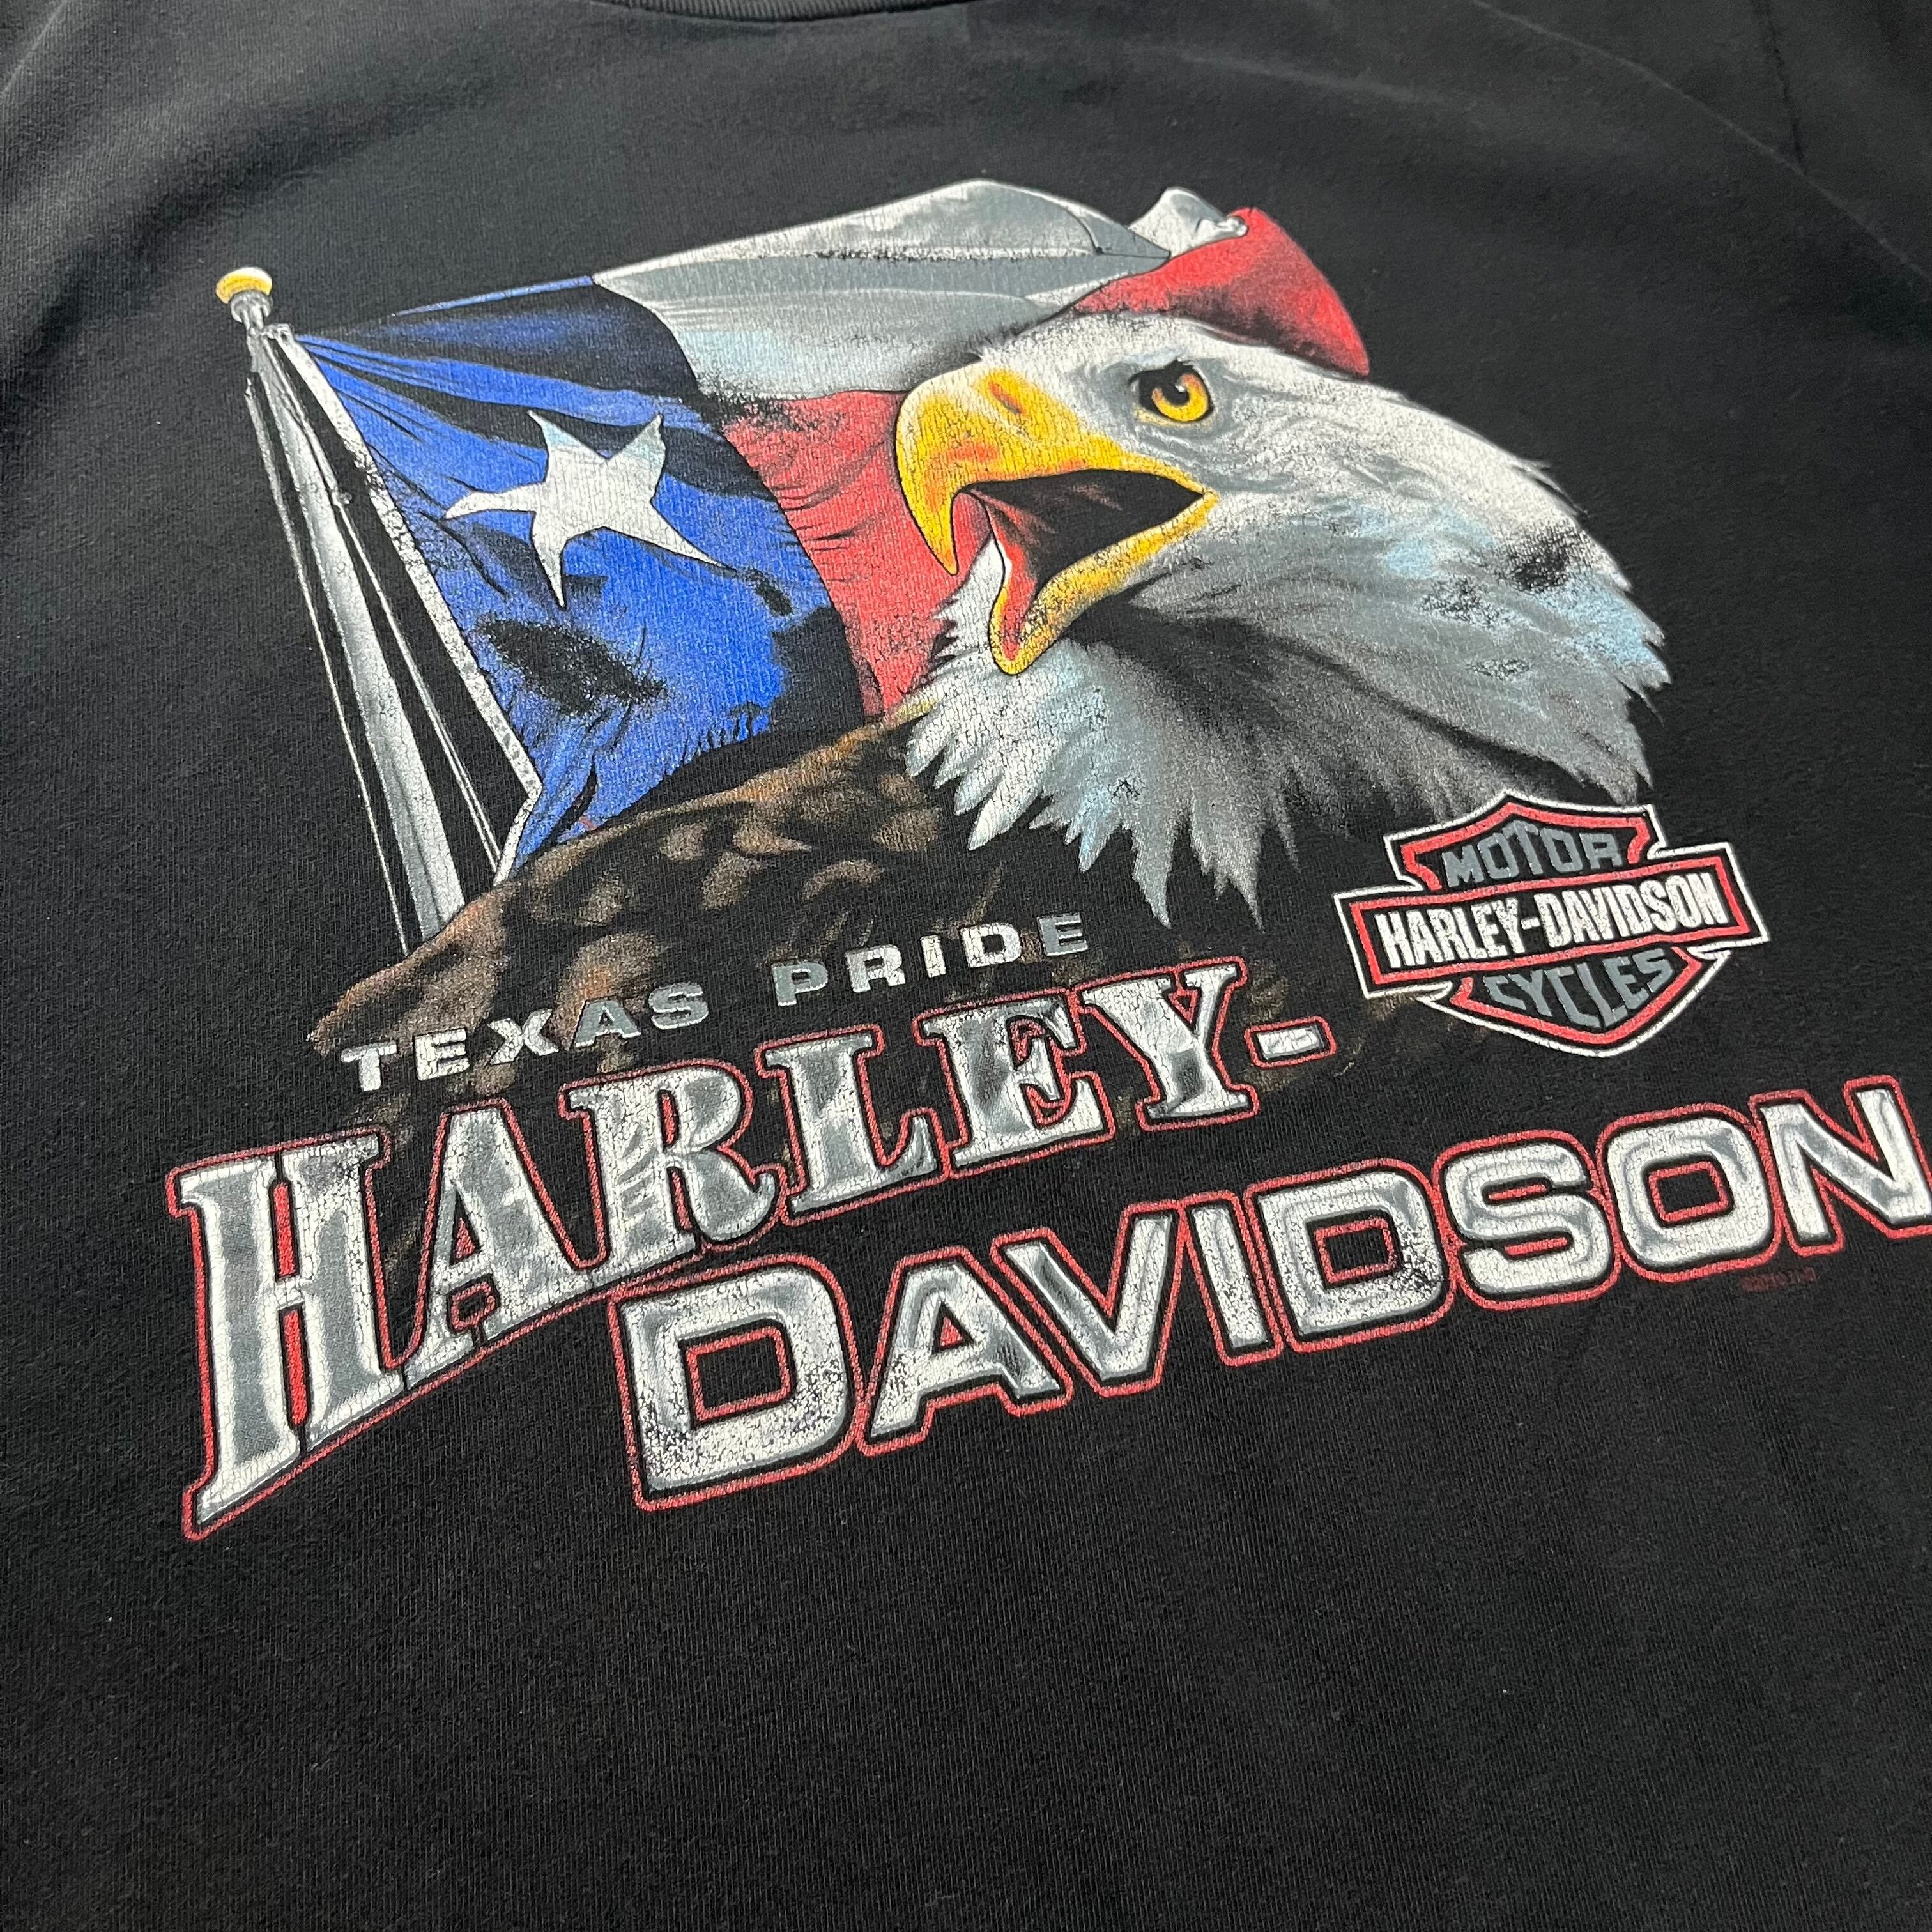 MOTOR
HARLEY-DAVIDSON
CYCLES
TEXAS PRIDE
HARLEY-
DAVIDSON